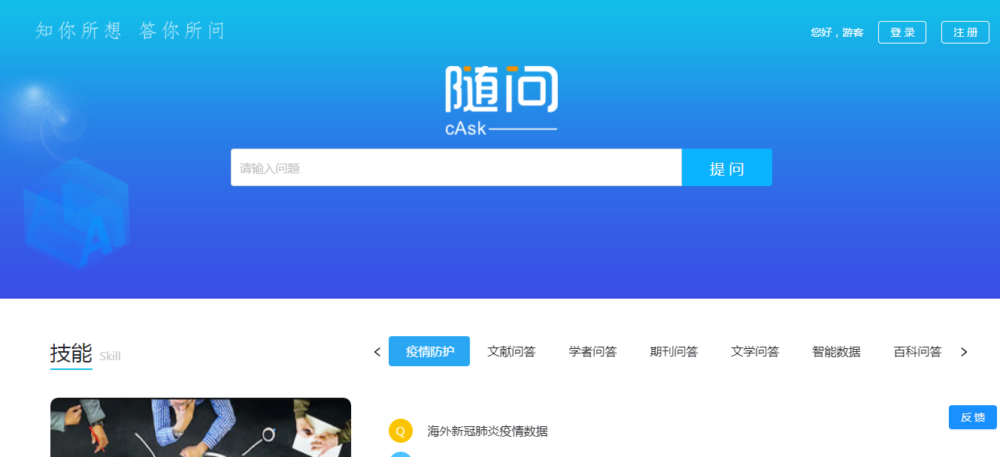 知你所想 答你所问
您好，游客
登 录
注 册
随问
cAsk
请输入问题
提 问
技能 Skill
< 疫情防护 文献问答 学者问答 期刊问答 文学问答 智能数据 百科问答 >
反 馈
Q 海外新冠肺炎疫情数据